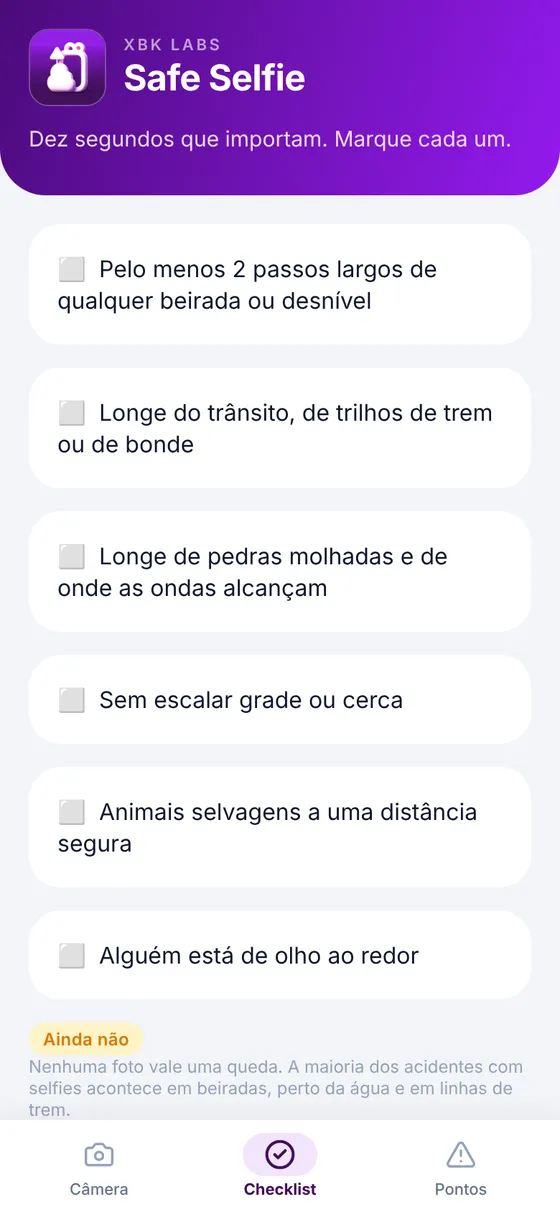 XBK LABS
Safe Selfie
Dez segundos que importam. Marque cada um.
Pelo menos 2 passos largos de
qualquer beirada ou desnível
Longe do trânsito, de trilhos de trem
ou de bonde
Longe de pedras molhadas e de
onde as ondas alcançam
Sem escalar grade ou cerca
Animais selvagens a uma distância
segura
Alguém está de olho ao redor
Ainda não
Nenhuma foto vale uma queda. A maioria dos acidentes com
selfies acontece em beiradas, perto da água e em linhas de
trem.
Câmera
Checklist
Pontos